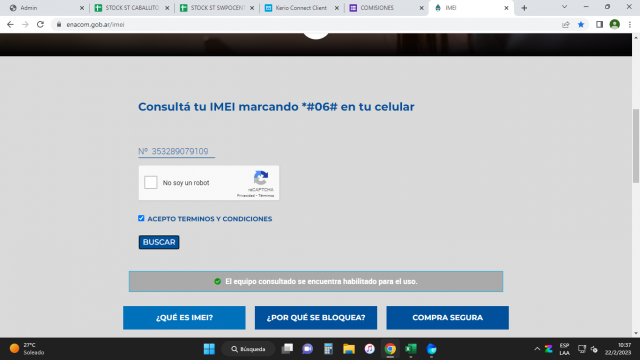 Admin
STOCK ST CABALLITO
STOCK ST SWPOCENT
Kerio Connect Client
COMISIONES
IMEI
enacom.gob.ar/imei
Consultá tu IMEI marcando *#06# en tu celular
Nº 353289079109
No soy un robot
reCAPTCHA
Privacidad - Términos
ACEPTO TERMINOS Y CONDICIONES
BUSCAR
El equipo consultado se encuentra habilitado para el uso.
¿QUÉ ES IMEI?
¿POR QUÉ SE BLOQUEA?
COMPRA SEGURA
27°C
Soleado
Búsqueda
ESP
LAA
10:37
22/2/2023